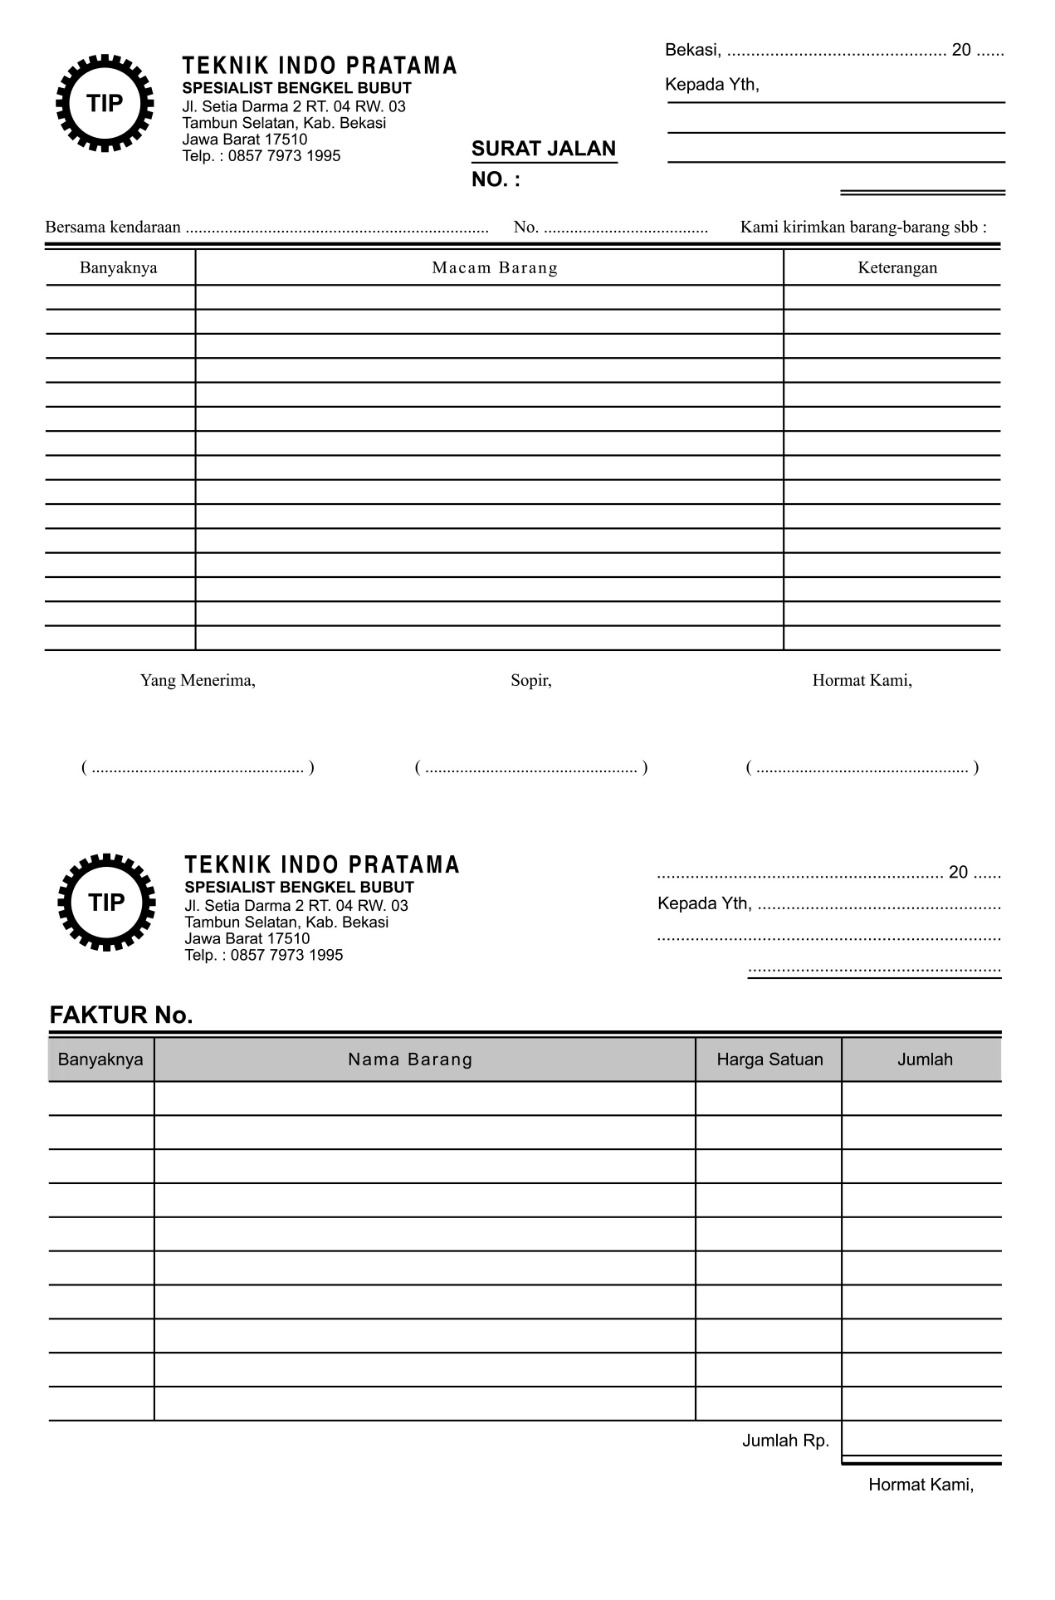 TIP
TEKNIK INDO PRATAMA
SPESIALIST BENGKEL BUBUT
Jl. Setia Darma 2 RT. 04 RW. 03
Tambun Selatan, Kab. Bekasi
Jawa Barat 17510
Telp. : 0857 7973 1995
SURAT JALAN
NO. :
Bekasi, .............................................. 20 ......
Kepada Yth,
Bersama kendaraan ...................................................................... No. ...................................... Kami kirimkan barang-barang sbb :
Banyaknya Macam Barang Keterangan
Yang Menerima, Sopir, Hormat Kami,
( ................................................. ) ( ................................................. ) ( ................................................. )
TIP
TEKNIK INDO PRATAMA
SPESIALIST BENGKEL BUBUT
Jl. Setia Darma 2 RT. 04 RW. 03
Tambun Selatan, Kab. Bekasi
Jawa Barat 17510
Telp. : 0857 7973 1995
............................................................ 20 ......
Kepada Yth, ...................................................
........................................................................
.....................................................
FAKTUR No.
Banyaknya Nama Barang Harga Satuan Jumlah
Jumlah Rp.
Hormat Kami,